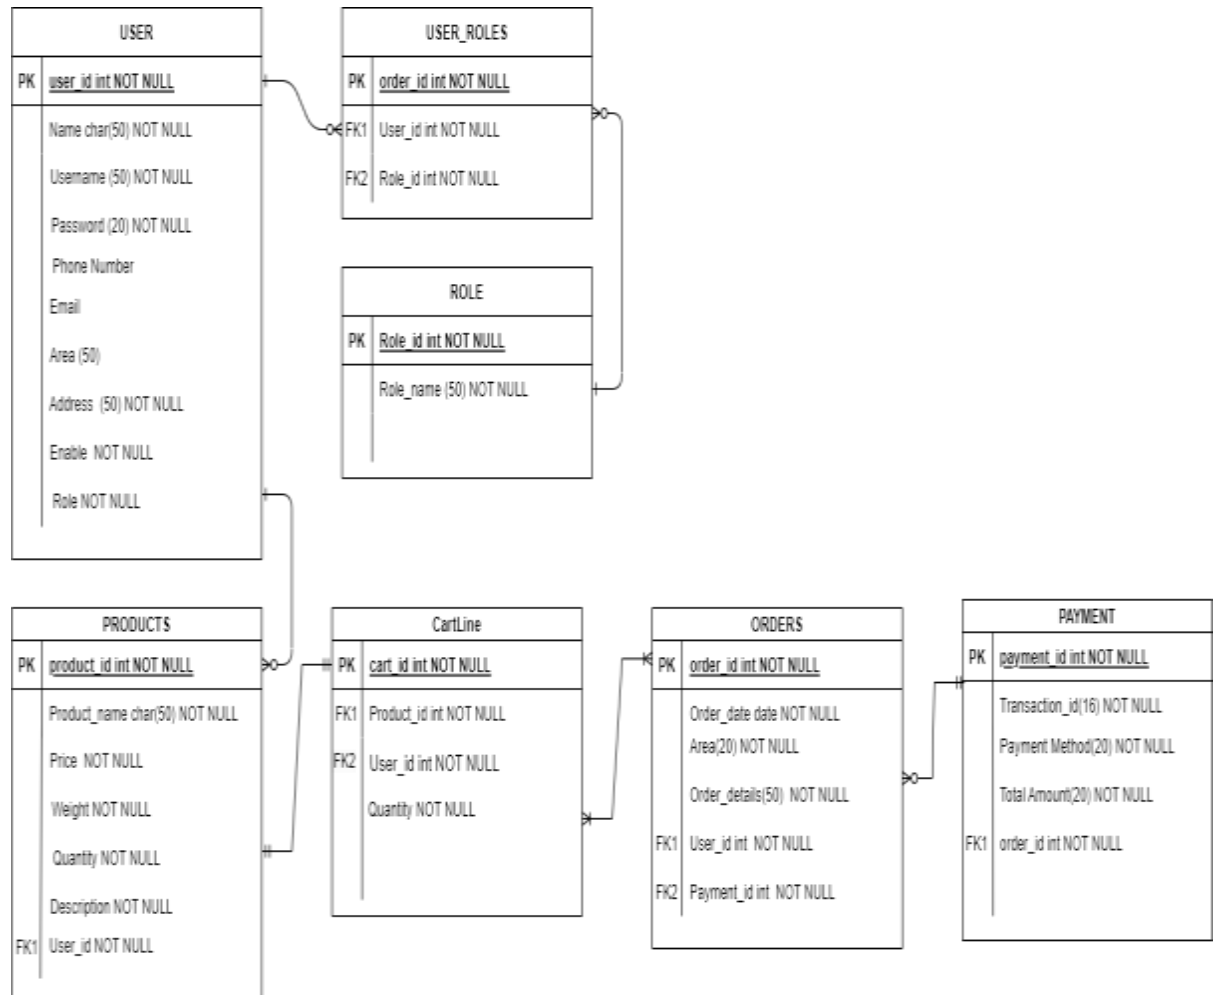 USER
PK user_id int NOT NULL
Name char(50) NOT NULL
Username (50) NOT NULL
Password (20) NOT NULL
Phone Number
Email
Area (50)
Address (50) NOT NULL
Enable NOT NULL
Role NOT NULL
USER_ROLES
PK order_id int NOT NULL
FK1 User_id int NOT NULL
FK2 Role_id int NOT NULL
ROLE
PK Role_id int NOT NULL
Role_name (50) NOT NULL
PRODUCTS
PK product_id int NOT NULL
Product_name char(50) NOT NULL
Price NOT NULL
Weight NOT NULL
Quantity NOT NULL
Description NOT NULL
FK1 User_id NOT NULL
CartLine
PK cart_id int NOT NULL
FK1 Product_id int NOT NULL
FK2 User_id int NOT NULL
Quantity NOT NULL
ORDERS
PK order_id int NOT NULL
Order_date date NOT NULL
Area(20) NOT NULL
Order_details(50) NOT NULL
FK1 User_id int NOT NULL
FK2 Payment_id int NOT NULL
PAYMENT
PK payment_id int NOT NULL
Transaction_id(16) NOT NULL
Payment Method(20) NOT NULL
Total Amount(20) NOT NULL
FK1 order_id int NOT NULL